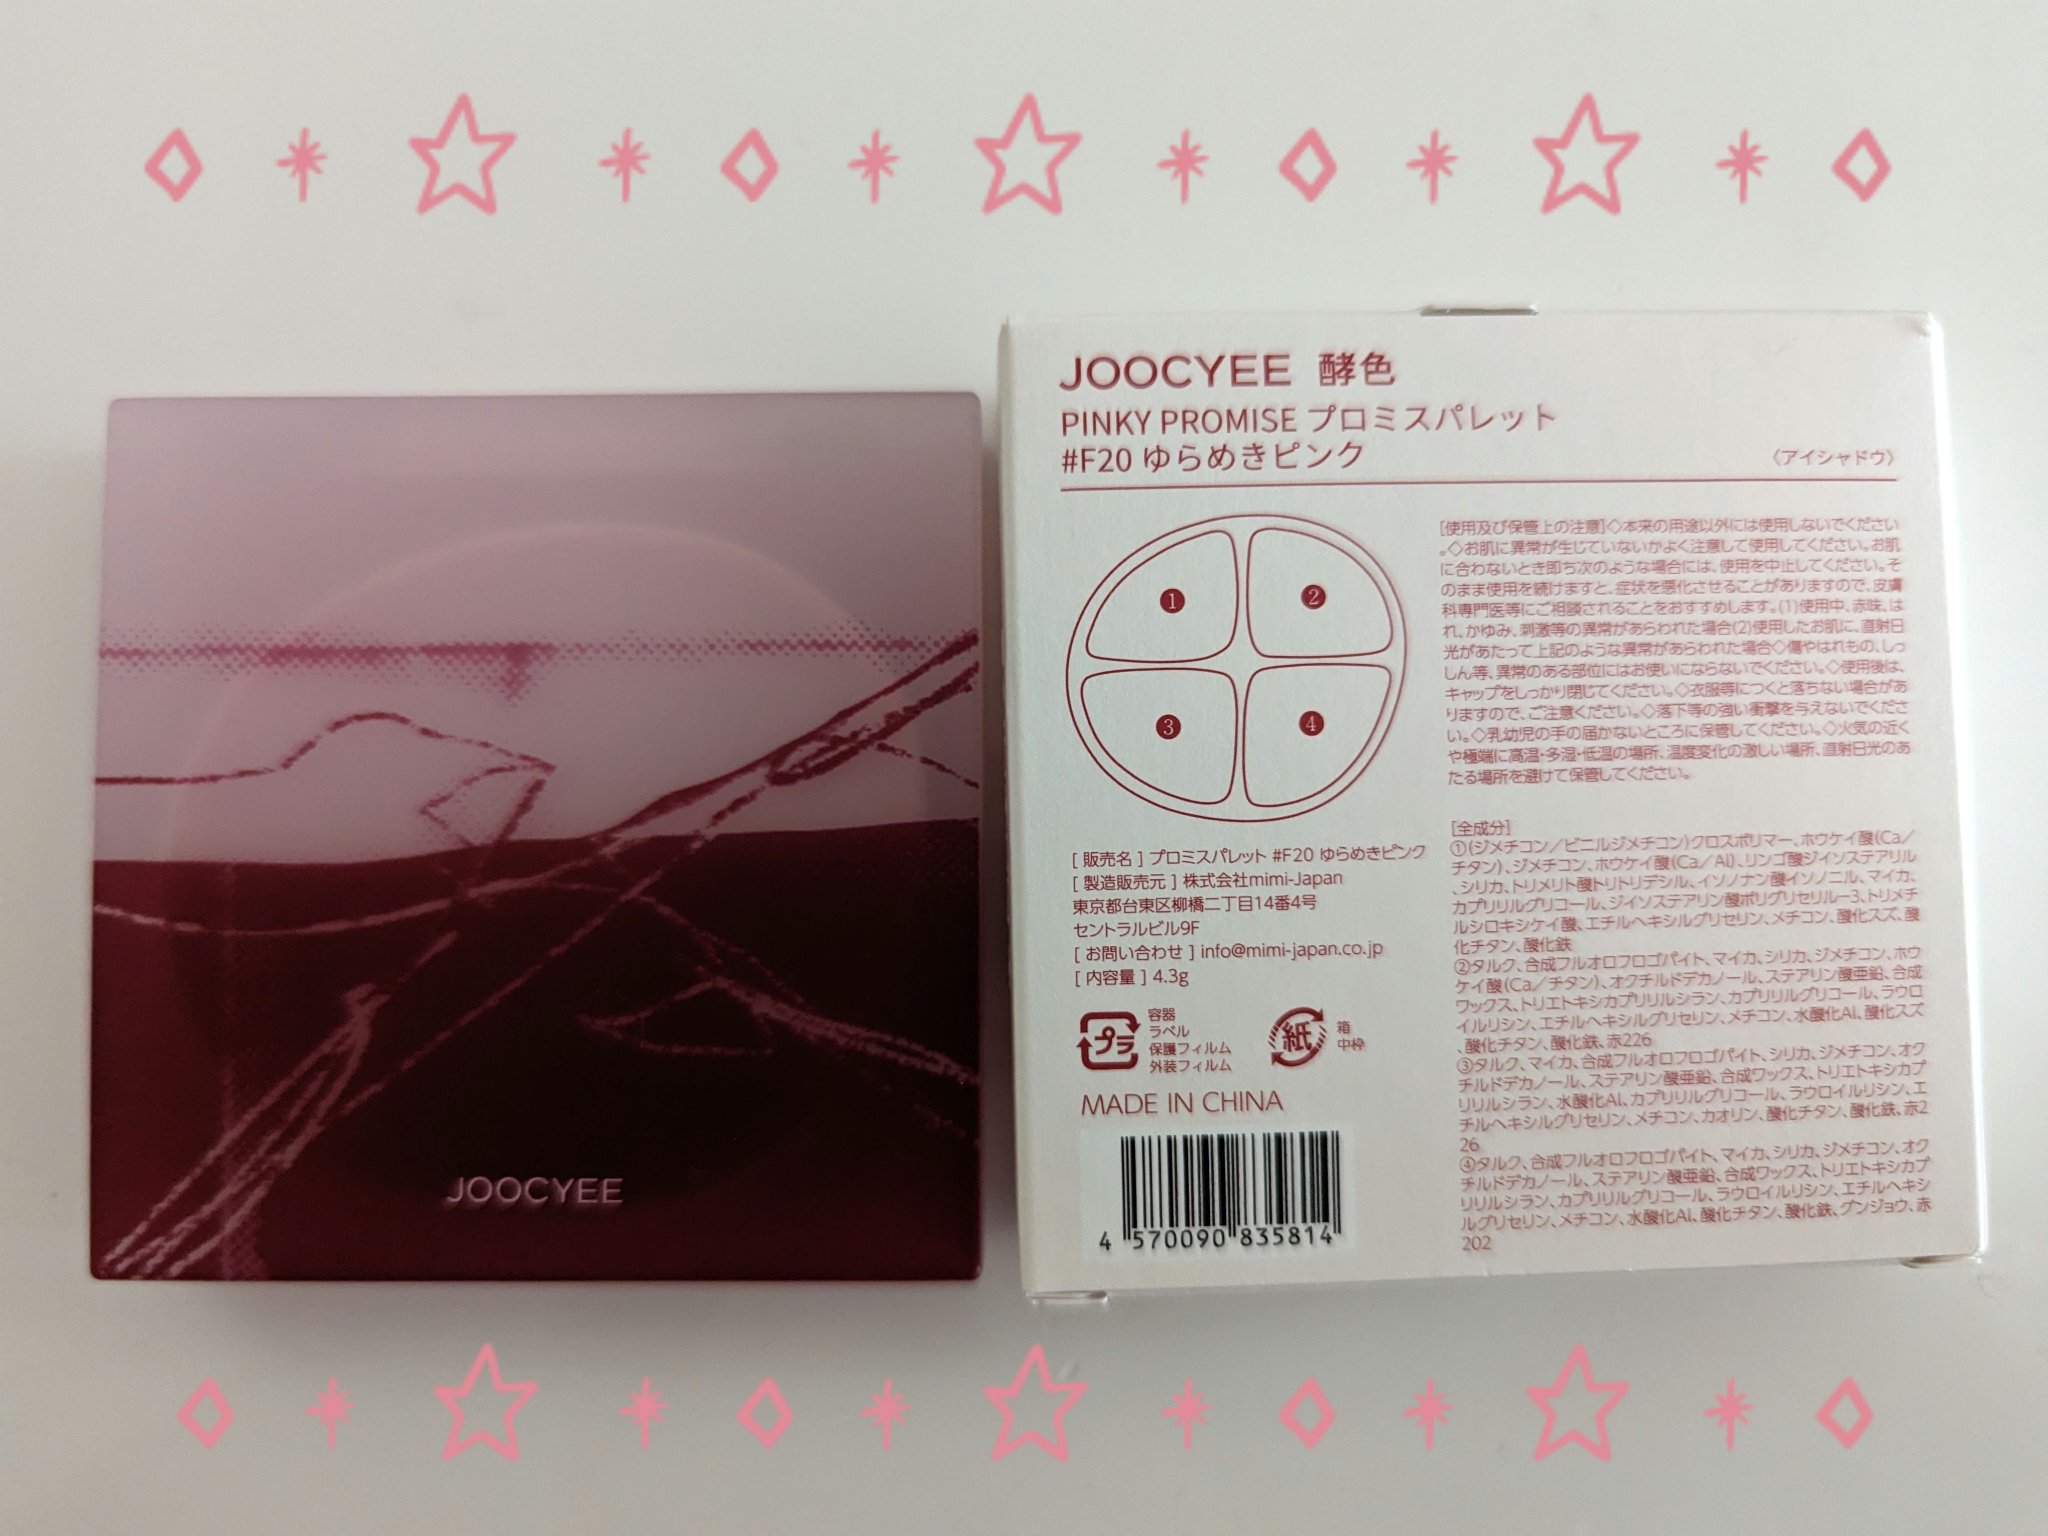 JOOCYEE
JOOCYEE 酵色
PINKY PROMISE プロミスパレット
#F20 ゆらめきピンク
〈アイシャドウ〉
1
2
3
4
[使用及び保管上の注意]◇本来の用途以外には使用しないでください
。◇お肌に異常が生じていないかよく注意して使用してください。お肌
に合わないとき即ち次のような場合には、使用を中止してください。そ
のまま使用を続けますと、症状を悪化させることがありますので、皮膚
科専門医等にご相談されることをおすすめします。(1)使用中、赤味、は
れ、かゆみ、刺激等の異常があらわれた場合(2)使用したお肌に、直射日
光があたって上記のような異常があらわれた場合◇傷やはれもの、しっ
しん等、異常のある部位にはお使いにならないでください。◇使用後は、
キャップをしっかり閉じてください。◇衣服等につくと落ちない場合があ
りますので、ご注意ください。◇落下等の強い衝撃を与えないでくださ
い。◇乳幼児の手の届かないところに保管してください。◇火気の近く
や極端に高温・多湿・低温の場所、温度変化の激しい場所、直射日光のあ
たる場所を避けて保管してください。
[ 販売名 ] プロミスパレット #F20 ゆらめきピンク
[ 製造販売元 ] 株式会社mimi-Japan
東京都台東区柳橋二丁目14番4号
セントラルビル9F
[ お問い合わせ ] info@mimi-japan.co.jp
[ 内容量 ] 4.3g
プラ
容器
ラベル
保護フィルム
外装フィルム
紙
箱
中枠
MADE IN CHINA
4 570090 835814
[全成分]
①(ジメチコン／ビニルジメチコン)クロスポリマー、ホウケイ酸(Ca／
チタン)、ジメチコン、ホウケイ酸(Ca／Al)、リンゴ酸ジイソステアリル
、シリカ、トリメリト酸トリトリデシル、イソノナン酸イソノニル、マイカ、
カプリリルグリコール、ジイソステアリン酸ポリグリセリル-3、トリメチ
ルシロキシケイ酸、エチルヘキシルグリセリン、メチコン、酸化スズ、酸
化チタン、酸化鉄
②タルク、合成フルオロフロゴパイト、マイカ、シリカ、ジメチコン、ホウ
ケイ酸(Ca／チタン)、オクチルドデカノール、ステアリン酸亜鉛、合成
ワックス、トリエトキシカプリリルシラン、カプリリルグリコール、ラウロ
イルリシン、エチルヘキシルグリセリン、メチコン、水酸化Al、酸化スズ
、酸化チタン、酸化鉄、赤226
③タルク、マイカ、合成フルオロフロゴパイト、シリカ、ジメチコン、オク
チルドデカノール、ステアリン酸亜鉛、合成ワックス、トリエトキシカプ
リリルシラン、水酸化Al、カプリリルグリコール、ラウロイルリシン、エ
チルヘキシルグリセリン、メチコン、カオリン、酸化チタン、酸化鉄、赤2
26
④タルク、合成フルオロフロゴパイト、マイカ、シリカ、ジメチコン、オク
チルドデカノール、ステアリン酸亜鉛、合成ワックス、トリエトキシカプ
リリルシラン、カプリリルグリコール、ラウロイルリシン、エチルヘキシ
ルグリセリン、メチコン、水酸化Al、酸化チタン、酸化鉄、グンジョウ、赤
202